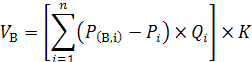 V_B = [∑_{i=1}^{n} (P_{(B,i)} − P_i) × Q_i] × K